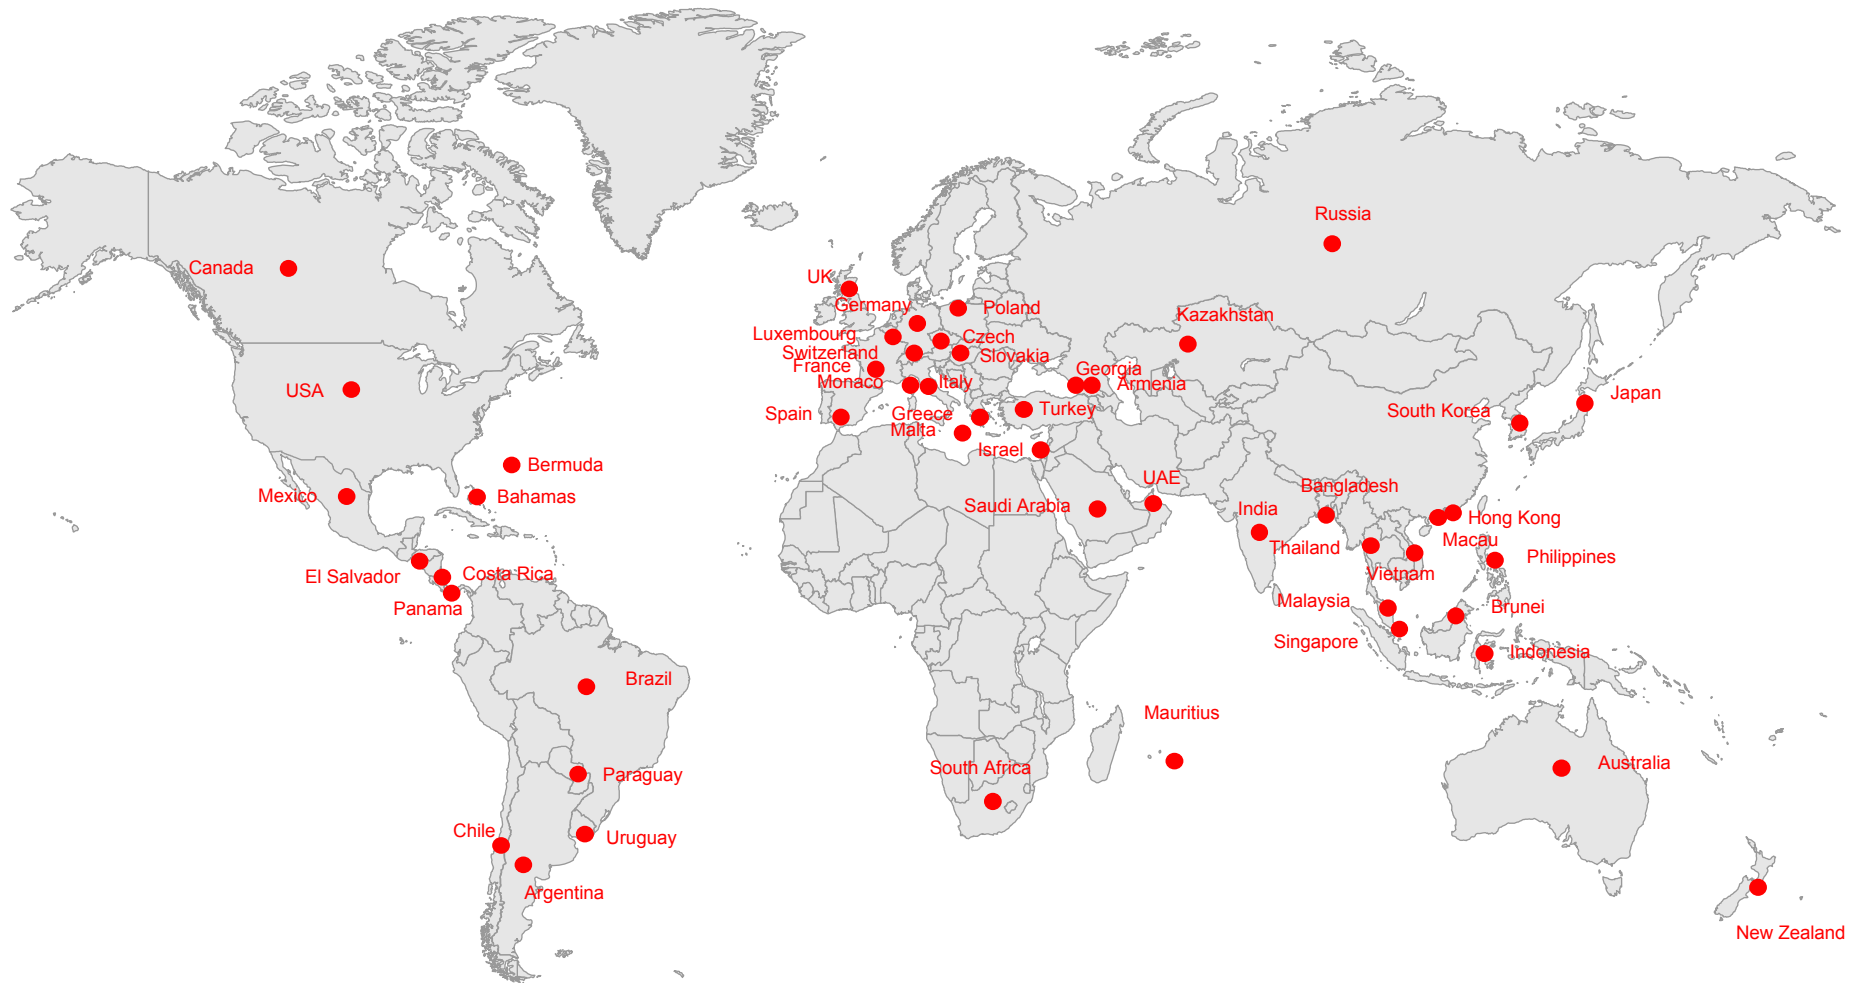 Russia
Canada
UK
Germany
Poland
Kazakhstan
Luxembourg
Czech
Switzerland
Slovakia
France
Georgia
Monaco
Italy
Armenia
USA
Japan
Spain
Greece
Turkey
South Korea
Malta
Israel
Bermuda
UAE
Mexico
Bahamas
Saudi Arabia
Bangladesh
India
Hong Kong
Thailand
Macau
Philippines
El Salvador
Costa Rica
Vietnam
Panama
Malaysia
Brunei
Singapore
Indonesia
Brazil
Mauritius
South Africa
Australia
Paraguay
Chile
Uruguay
Argentina
New Zealand